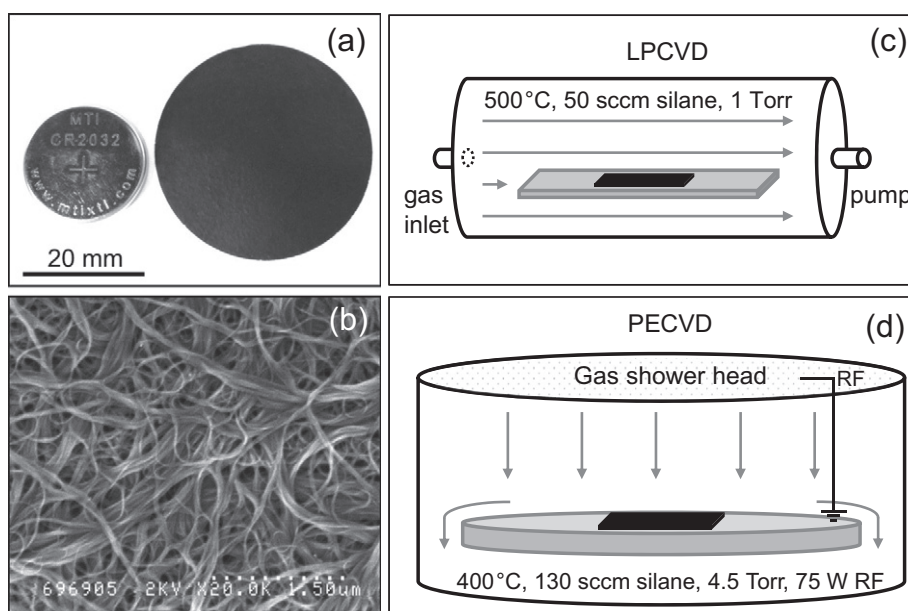 (a)
MTI
CR2032
www.mtixtl.com
20 mm
(b)
696905 2KV X20.0K 1.50um
(c)
LPCVD
500°C, 50 sccm silane, 1 Torr
gas
inlet
pump
(d)
PECVD
Gas shower head
RF
400°C, 130 sccm silane, 4.5 Torr, 75 W RF